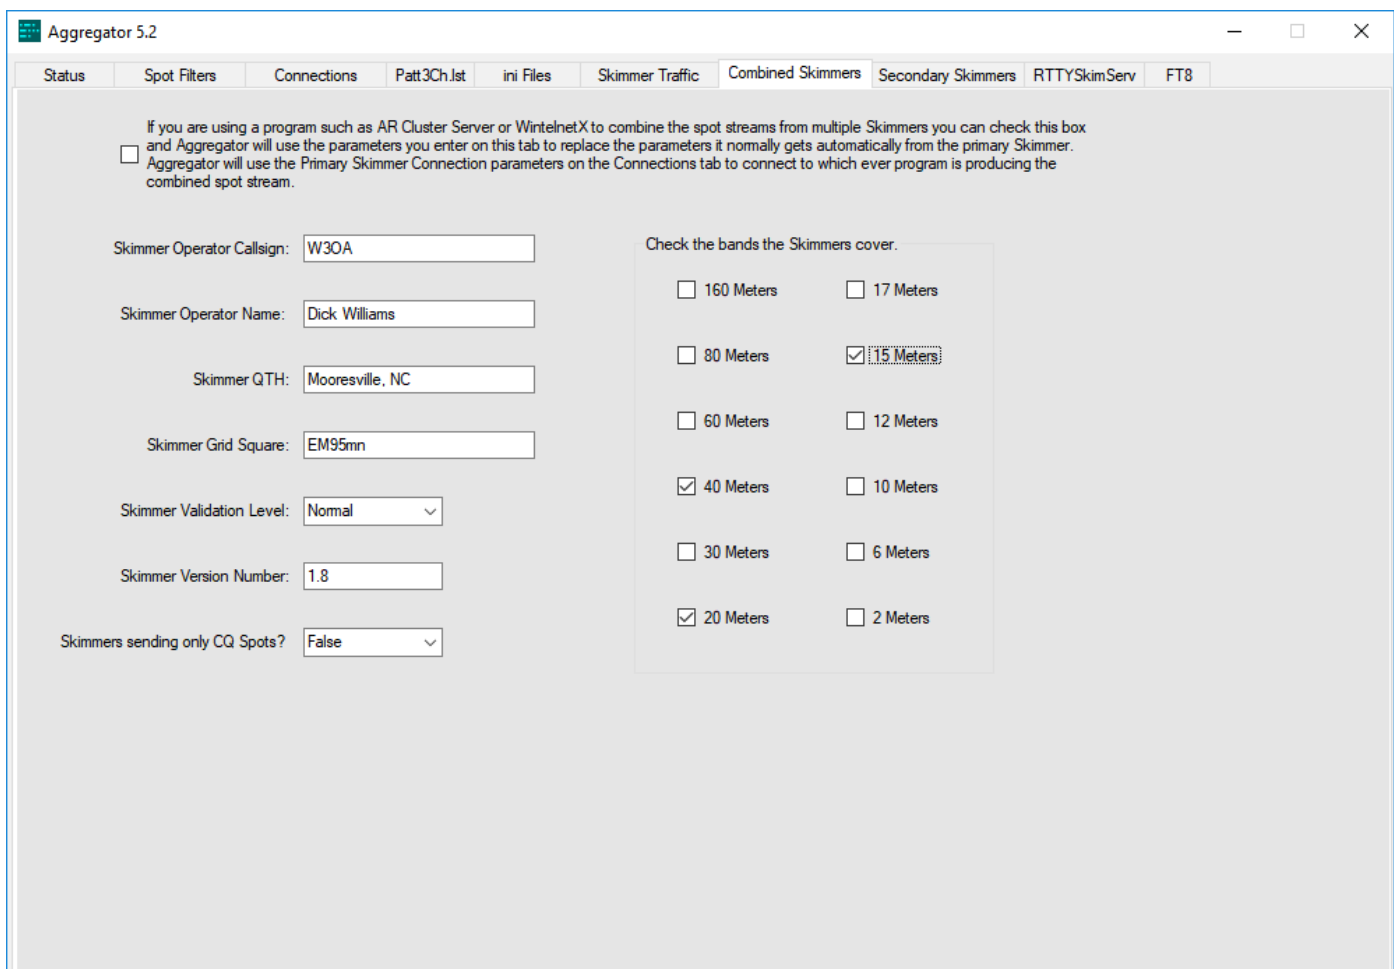 Aggregator 5.2
Status Spot Filters Connections Patt3Ch.lst ini Files Skimmer Traffic Combined Skimmers Secondary Skimmers RTTYSkimServ FT8
If you are using a program such as AR Cluster Server or WintelnetX to combine the spot streams from multiple Skimmers you can check this box
and Aggregator will use the parameters you enter on this tab to replace the parameters it normally gets automatically from the primary Skimmer.
Aggregator will use the Primary Skimmer Connection parameters on the Connections tab to connect to which ever program is producing the
combined spot stream.
Skimmer Operator Callsign: W3OA
Skimmer Operator Name: Dick Williams
Skimmer QTH: Mooresville, NC
Skimmer Grid Square: EM95mn
Skimmer Validation Level: Normal
Skimmer Version Number: 1.8
Skimmers sending only CQ Spots? False
Check the bands the Skimmers cover.
160 Meters 17 Meters
80 Meters 15 Meters
60 Meters 12 Meters
40 Meters 10 Meters
30 Meters 6 Meters
20 Meters 2 Meters